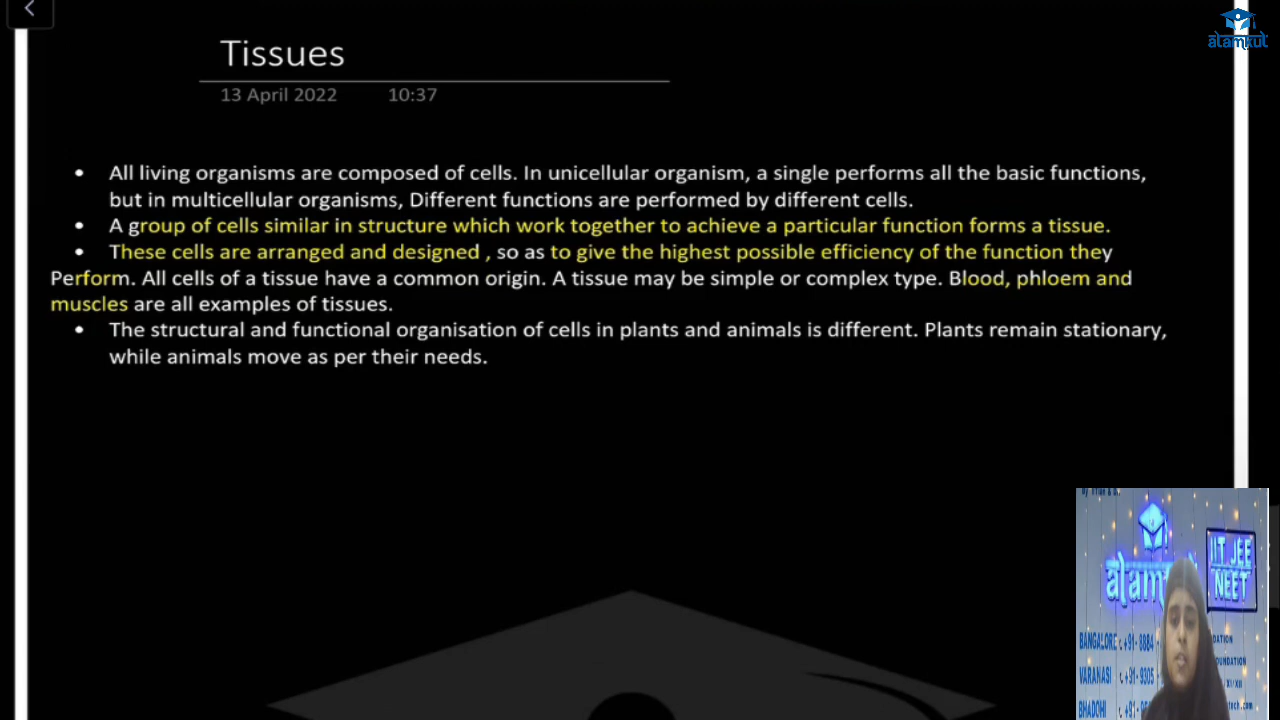 alamkut
Tissues
13 April 2022 10:37
• All living organisms are composed of cells. In unicellular organism, a single performs all the basic functions,
but in multicellular organisms, Different functions are performed by different cells.
• A group of cells similar in structure which work together to achieve a particular function forms a tissue.
• These cells are arranged and designed , so as to give the highest possible efficiency of the function they
Perform. All cells of a tissue have a common origin. A tissue may be simple or complex type. Blood, phloem and
muscles are all examples of tissues.
• The structural and functional organisation of cells in plants and animals is different. Plants remain stationary,
while animals move as per their needs.
IIT JEE
NEET
BANGALORE +91-8884
VARANASI +91-9305
BHADOHI +91-